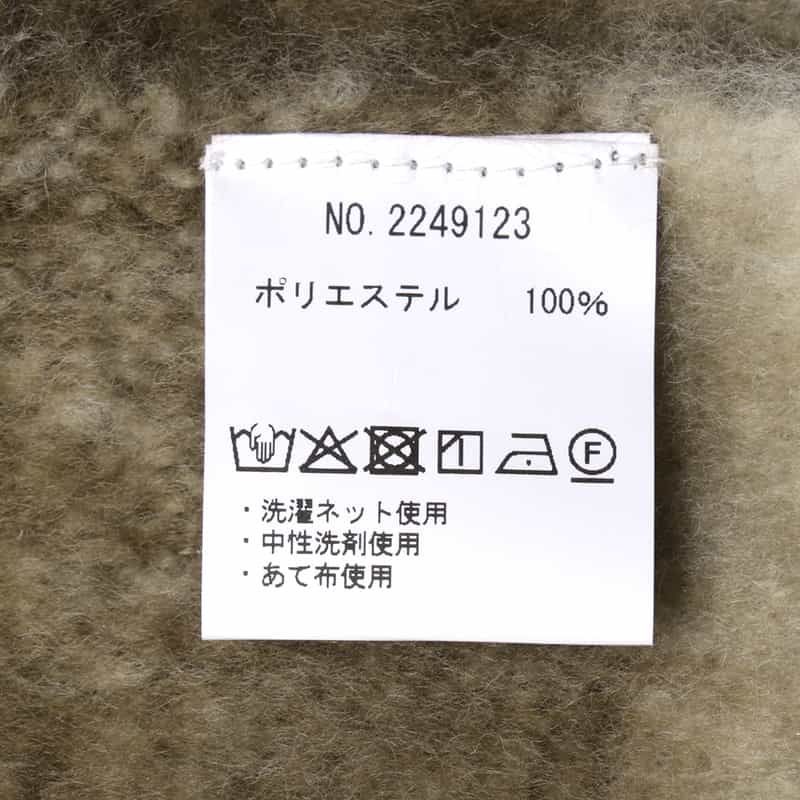 NO. 2249123
ポリエステル 100%
F
・洗濯ネット使用
・中性洗剤使用
・あて布使用